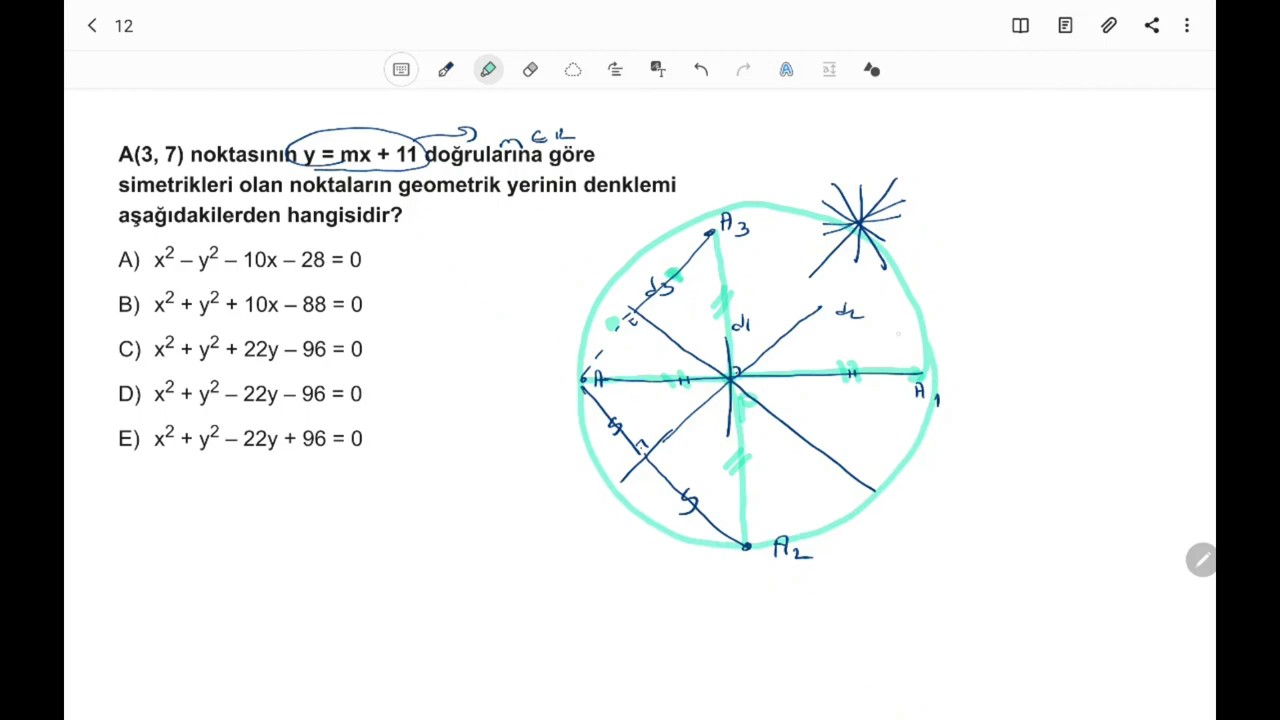 12
A(3, 7) noktasının y = mx + 11 doğrularına göre
simetrikleri olan noktaların geometrik yerinin denklemi
aşağıdakilerden hangisidir?
A) x² – y² – 10x – 28 = 0
B) x² + y² + 10x – 88 = 0
C) x² + y² + 22y – 96 = 0
D) x² + y² – 22y – 96 = 0
E) x² + y² – 22y + 96 = 0
m ∈ R
A₃
d3
d1
d2
A
A₁
A₂